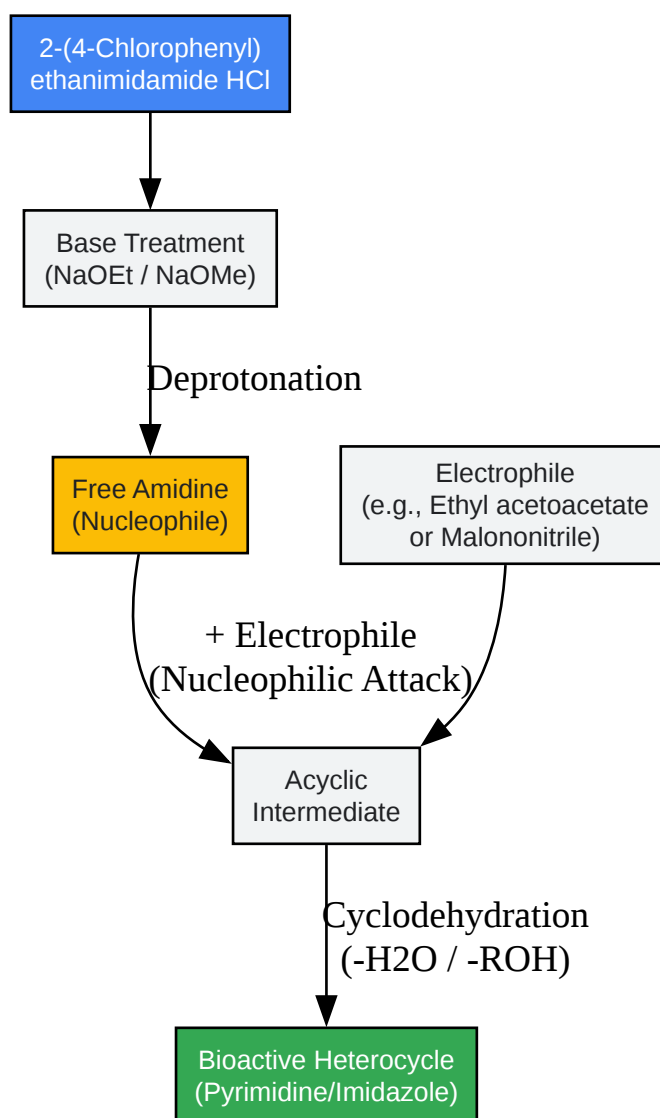 2-(4-Chlorophenyl)
ethanimidamide HCl
Base Treatment
(NaOEt / NaOMe)
Deprotonation
Free Amidine
(Nucleophile)
Electrophile
(e.g., Ethyl acetoacetate
or Malononitrile)
+ Electrophile
(Nucleophilic Attack)
Acyclic
Intermediate
Cyclodehydration
(-H2O / -ROH)
Bioactive Heterocycle
(Pyrimidine/Imidazole)